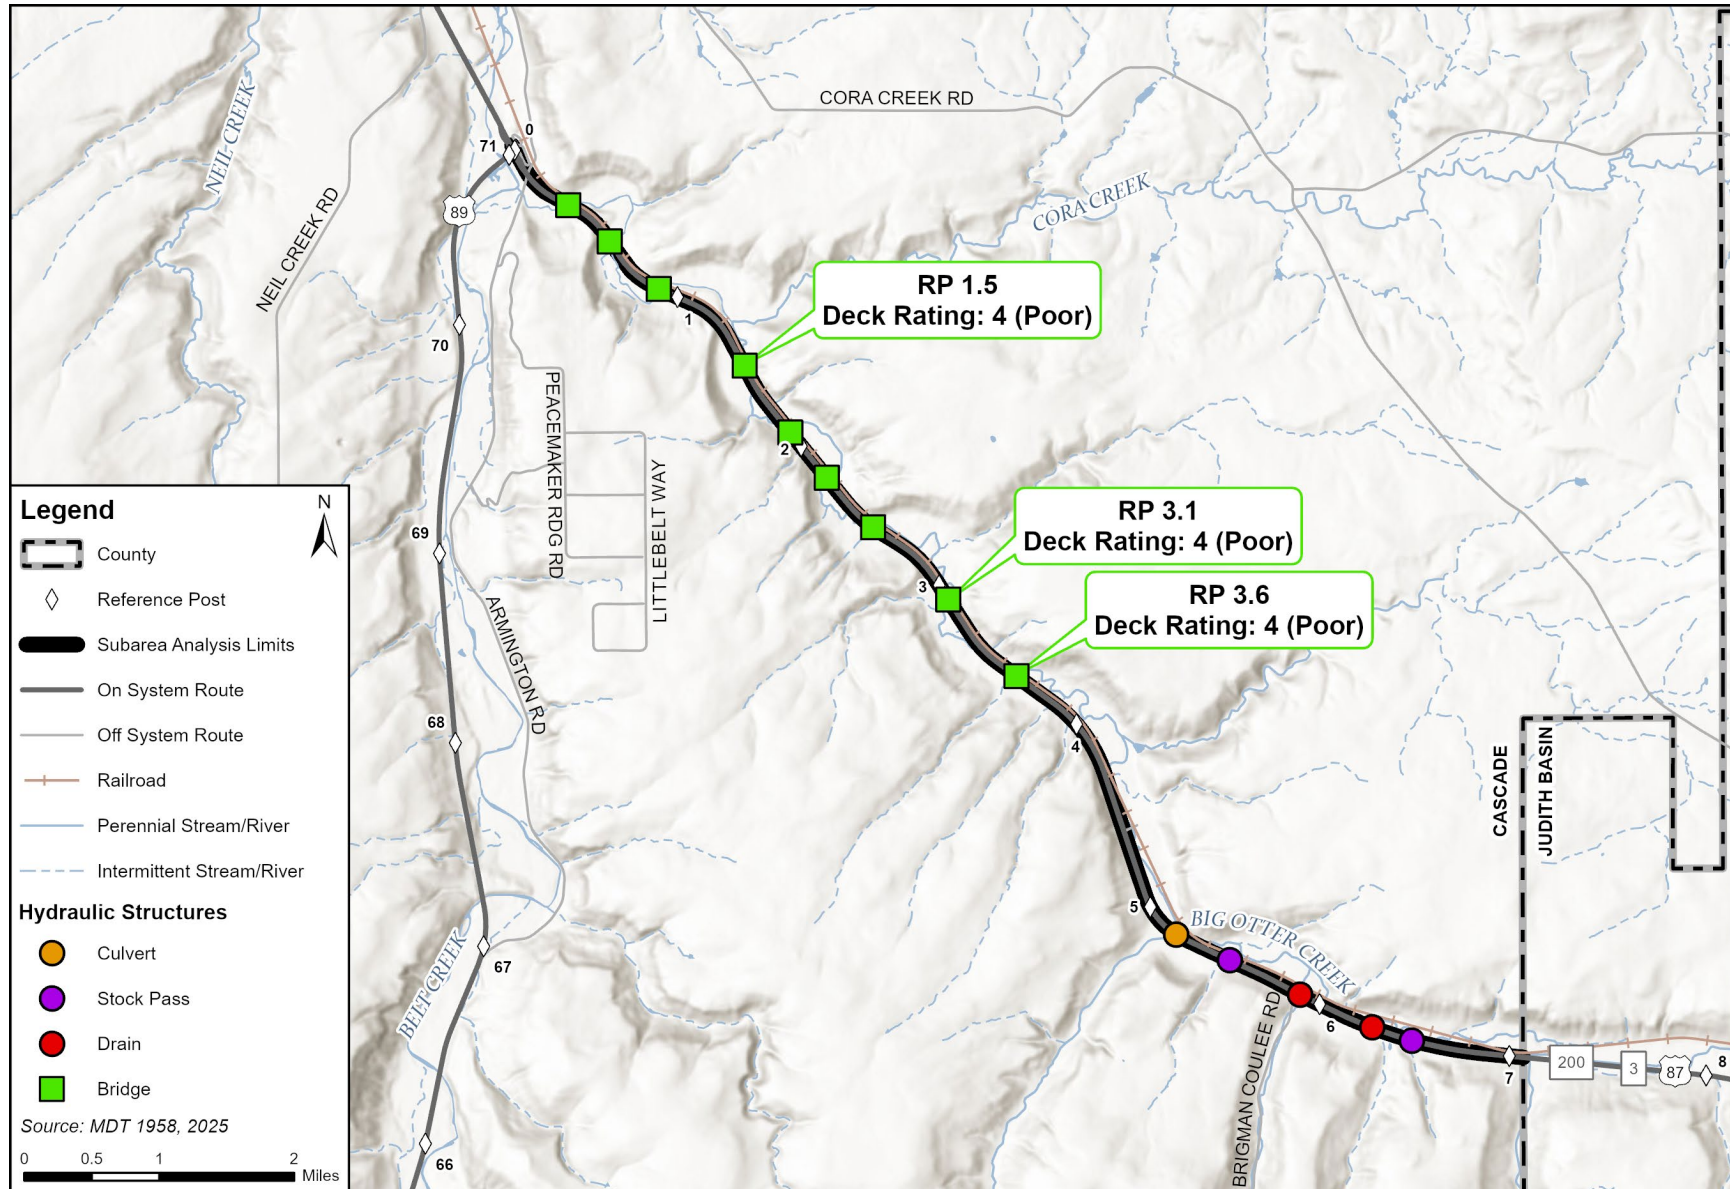 CORA CREEK RD
NEIL CREEK
0
71
89
NEIL CREEK RD
CORA CREEK
RP 1.5
Deck Rating: 4 (Poor)
1
70
PEACEMAKER RDG RD
LITTLEBELT WAY
2
RP 3.1
Deck Rating: 4 (Poor)
69
3
RP 3.6
Deck Rating: 4 (Poor)
ARMINGTON RD
68
4
CASCADE
JUDITH BASIN
5
BIG OTTER CREEK
67
BELT CREEK
BRIGMAN COULEE RD
6
7
200
3
87
8
66
Legend
N
County
Reference Post
Subarea Analysis Limits
On System Route
Off System Route
Railroad
Perennial Stream/River
Intermittent Stream/River
Hydraulic Structures
Culvert
Stock Pass
Drain
Bridge
Source: MDT 1958, 2025
0 0.5 1 2
Miles